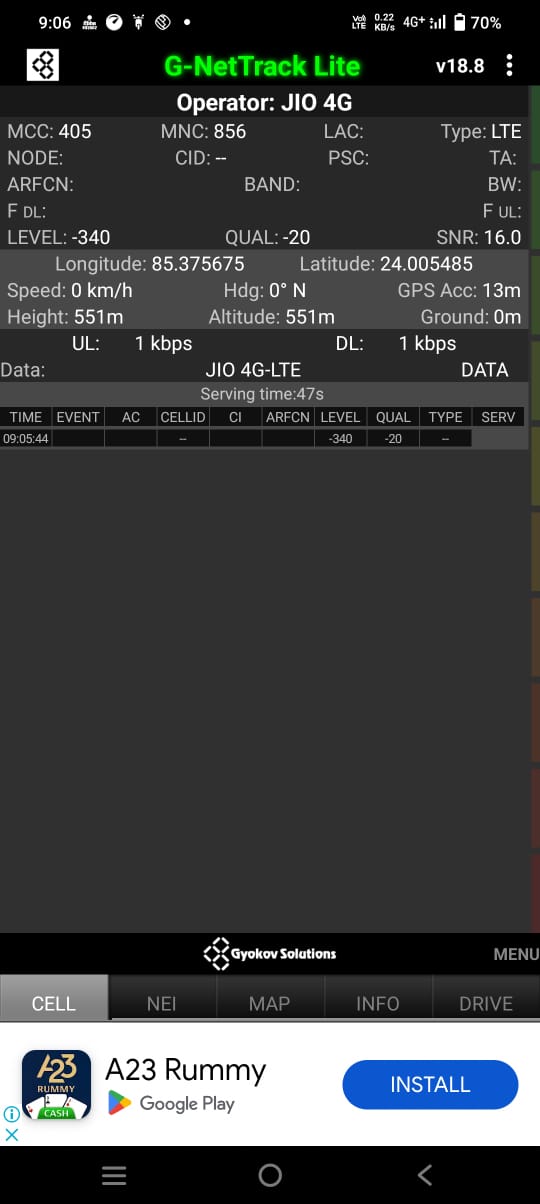 9:06 Vo) LTE 0.22 KB/s 4G+ 70%
G-NetTrack Lite v18.8
Operator: JIO 4G
MCC: 405 MNC: 856 LAC: Type: LTE
NODE: CID: -- PSC: TA:
ARFCN: BAND: BW:
F DL: F UL:
LEVEL: -340 QUAL: -20 SNR: 16.0
Longitude: 85.375675 Latitude: 24.005485
Speed: 0 km/h Hdg: 0° N GPS Acc: 13m
Height: 551m Altitude: 551m Ground: 0m
UL: 1 kbps DL: 1 kbps
Data: JIO 4G-LTE DATA
Serving time:47s
TIME EVENT AC CELLID CI ARFCN LEVEL QUAL TYPE SERV
09:05:44 -- -340 -20 --
Gyokov Solutions MENU
CELL NEI MAP INFO DRIVE
A23 RUMMY CASH
A23 Rummy
Google Play
INSTALL